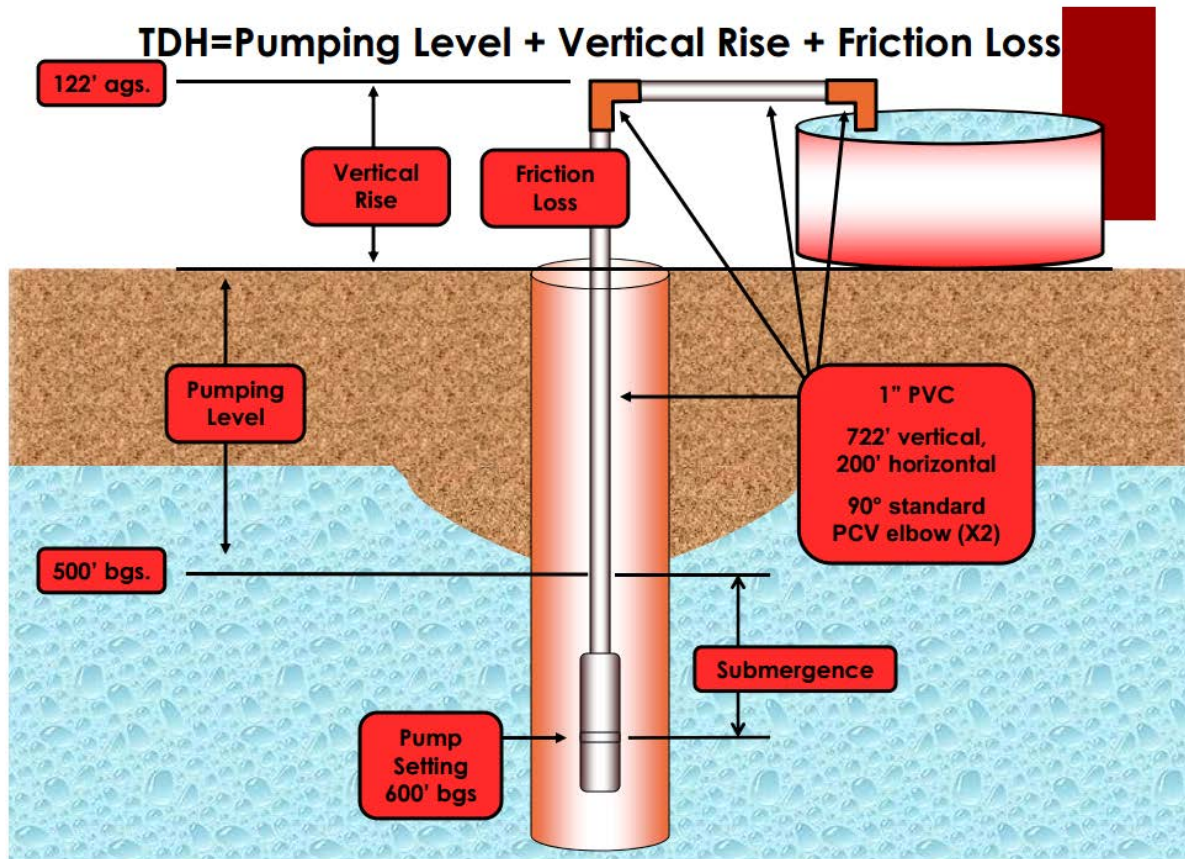 TDH=Pumping Level + Vertical Rise + Friction Loss
122’ ags.
Vertical
Rise
Friction
Loss
Pumping
Level
1” PVC
722’ vertical,
200’ horizontal
90° standard
PCV elbow (X2)
500’ bgs.
Submergence
Pump
Setting
600’ bgs